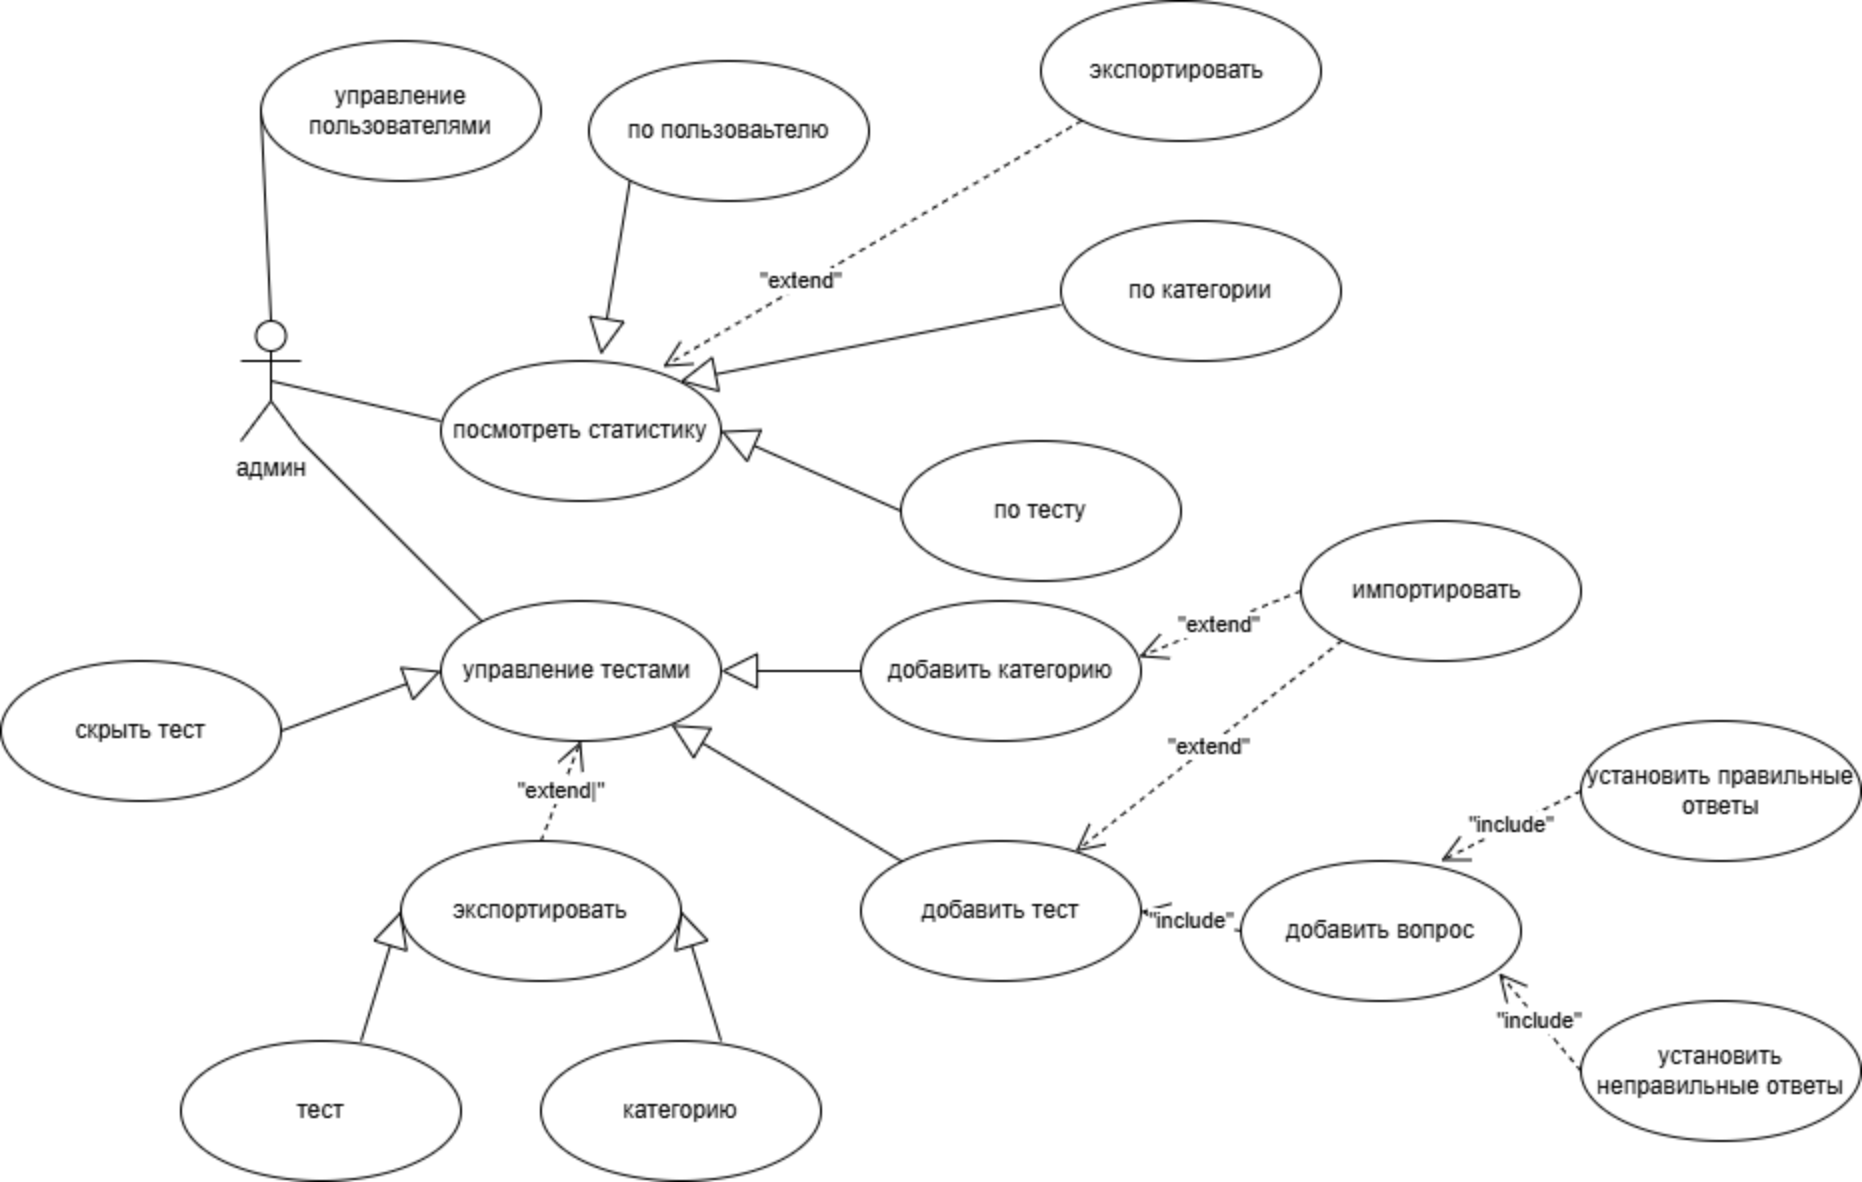 экспортировать
управление
пользователями
по пользоваьтелю
"extend"
по категории
посмотреть статистику
админ
по тесту
импортировать
"extend"
управление тестами
добавить категорию
скрыть тест
"extend"
установить правильные
ответы
"extend|"
"include"
экспортировать
добавить тест
"include"
добавить вопрос
"include"
установить
неправильные ответы
тест
категорию